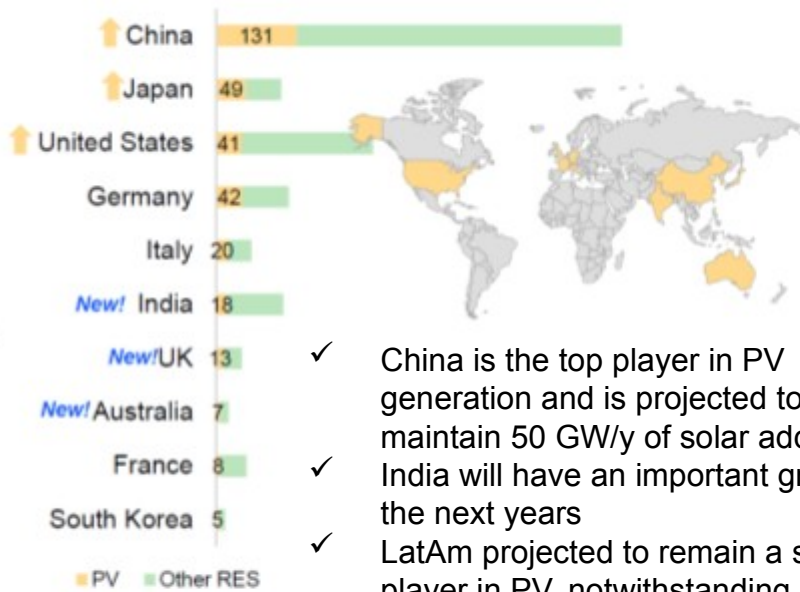 China 131
Japan 49
United States 41
Germany 42
Italy 20
New! India 18
New! UK 13
New! Australia 7
France 8
South Korea 5
PV Other RES
✓ China is the top player in PV
generation and is projected to
maintain 50 GW/y of solar
✓ India will have an important
the next years
✓ LatAm projected to remain a
player in PV, notwithstanding